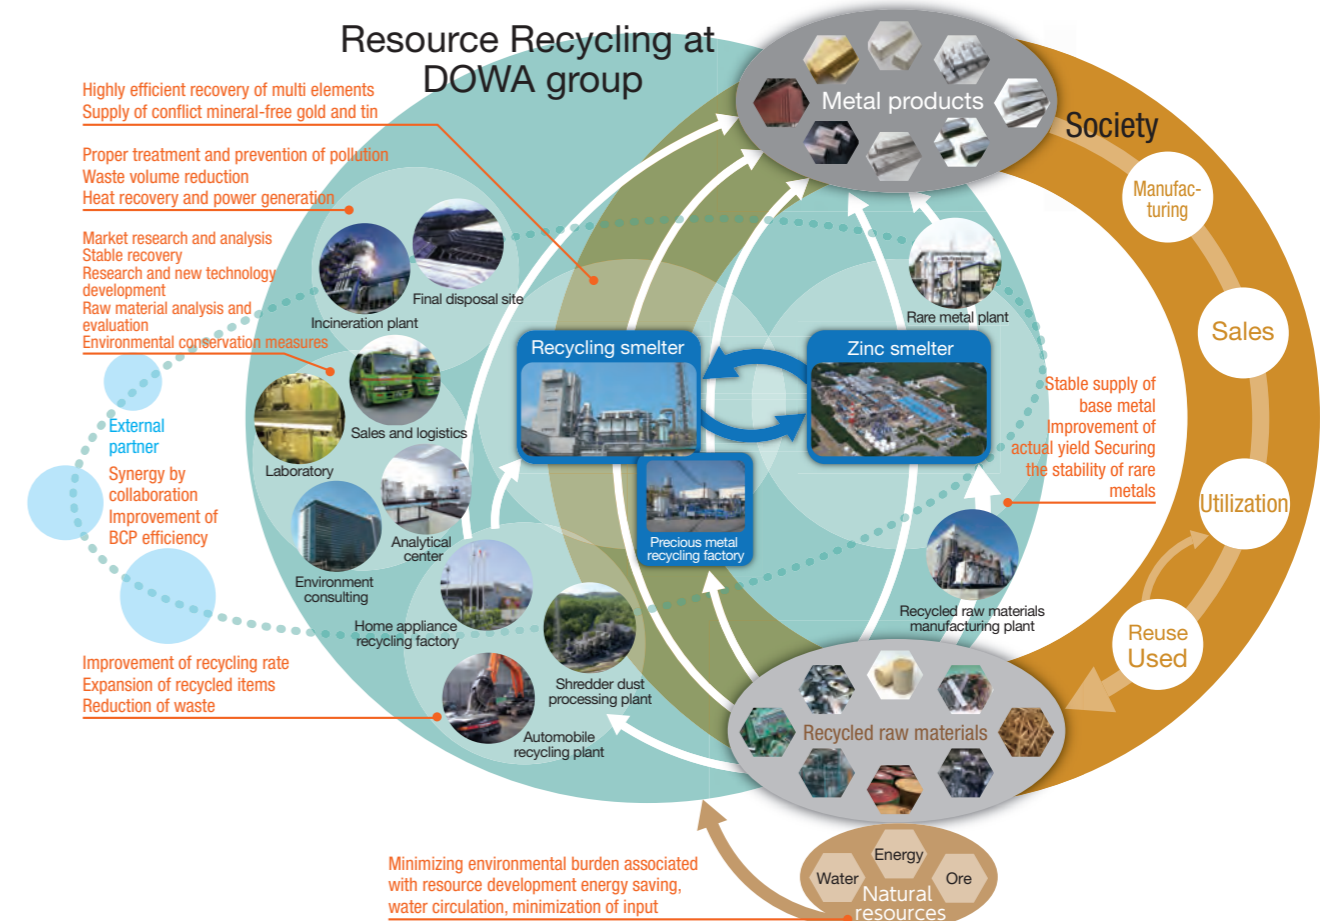 Resource Recycling at
DOWA group
Highly efficient recovery of multi elements
Supply of conflict mineral-free gold and tin
Proper treatment and prevention of pollution
Waste volume reduction
Heat recovery and power generation
Market research and analysis
Stable recovery
Research and new technology
development
Raw material analysis and
evaluation
Environmental conservation measures
External
partner
Synergy by
collaboration
Improvement of
BCP efficiency
Improvement of recycling rate
Expansion of recycled items
Reduction of waste
Final disposal site
Incineration plant
Sales and logistics
Laboratory
Analytical
center
Environment
consulting
Home appliance
recycling factory
Shredder dust
processing plant
Automobile
recycling plant
Recycling smelter
Zinc smelter
Precious metal
recycling factory
Rare metal plant
Recycled raw materials
manufacturing plant
Metal products
Society
Manufac-
turing
Sales
Utilization
Reuse
Used
Stable supply of
base metal
Improvement of
actual yield Securing
the stability of rare
metals
Recycled raw materials
Energy
Water
Ore
Natural
resources
Minimizing environmental burden associated
with resource development energy saving,
water circulation, minimization of input